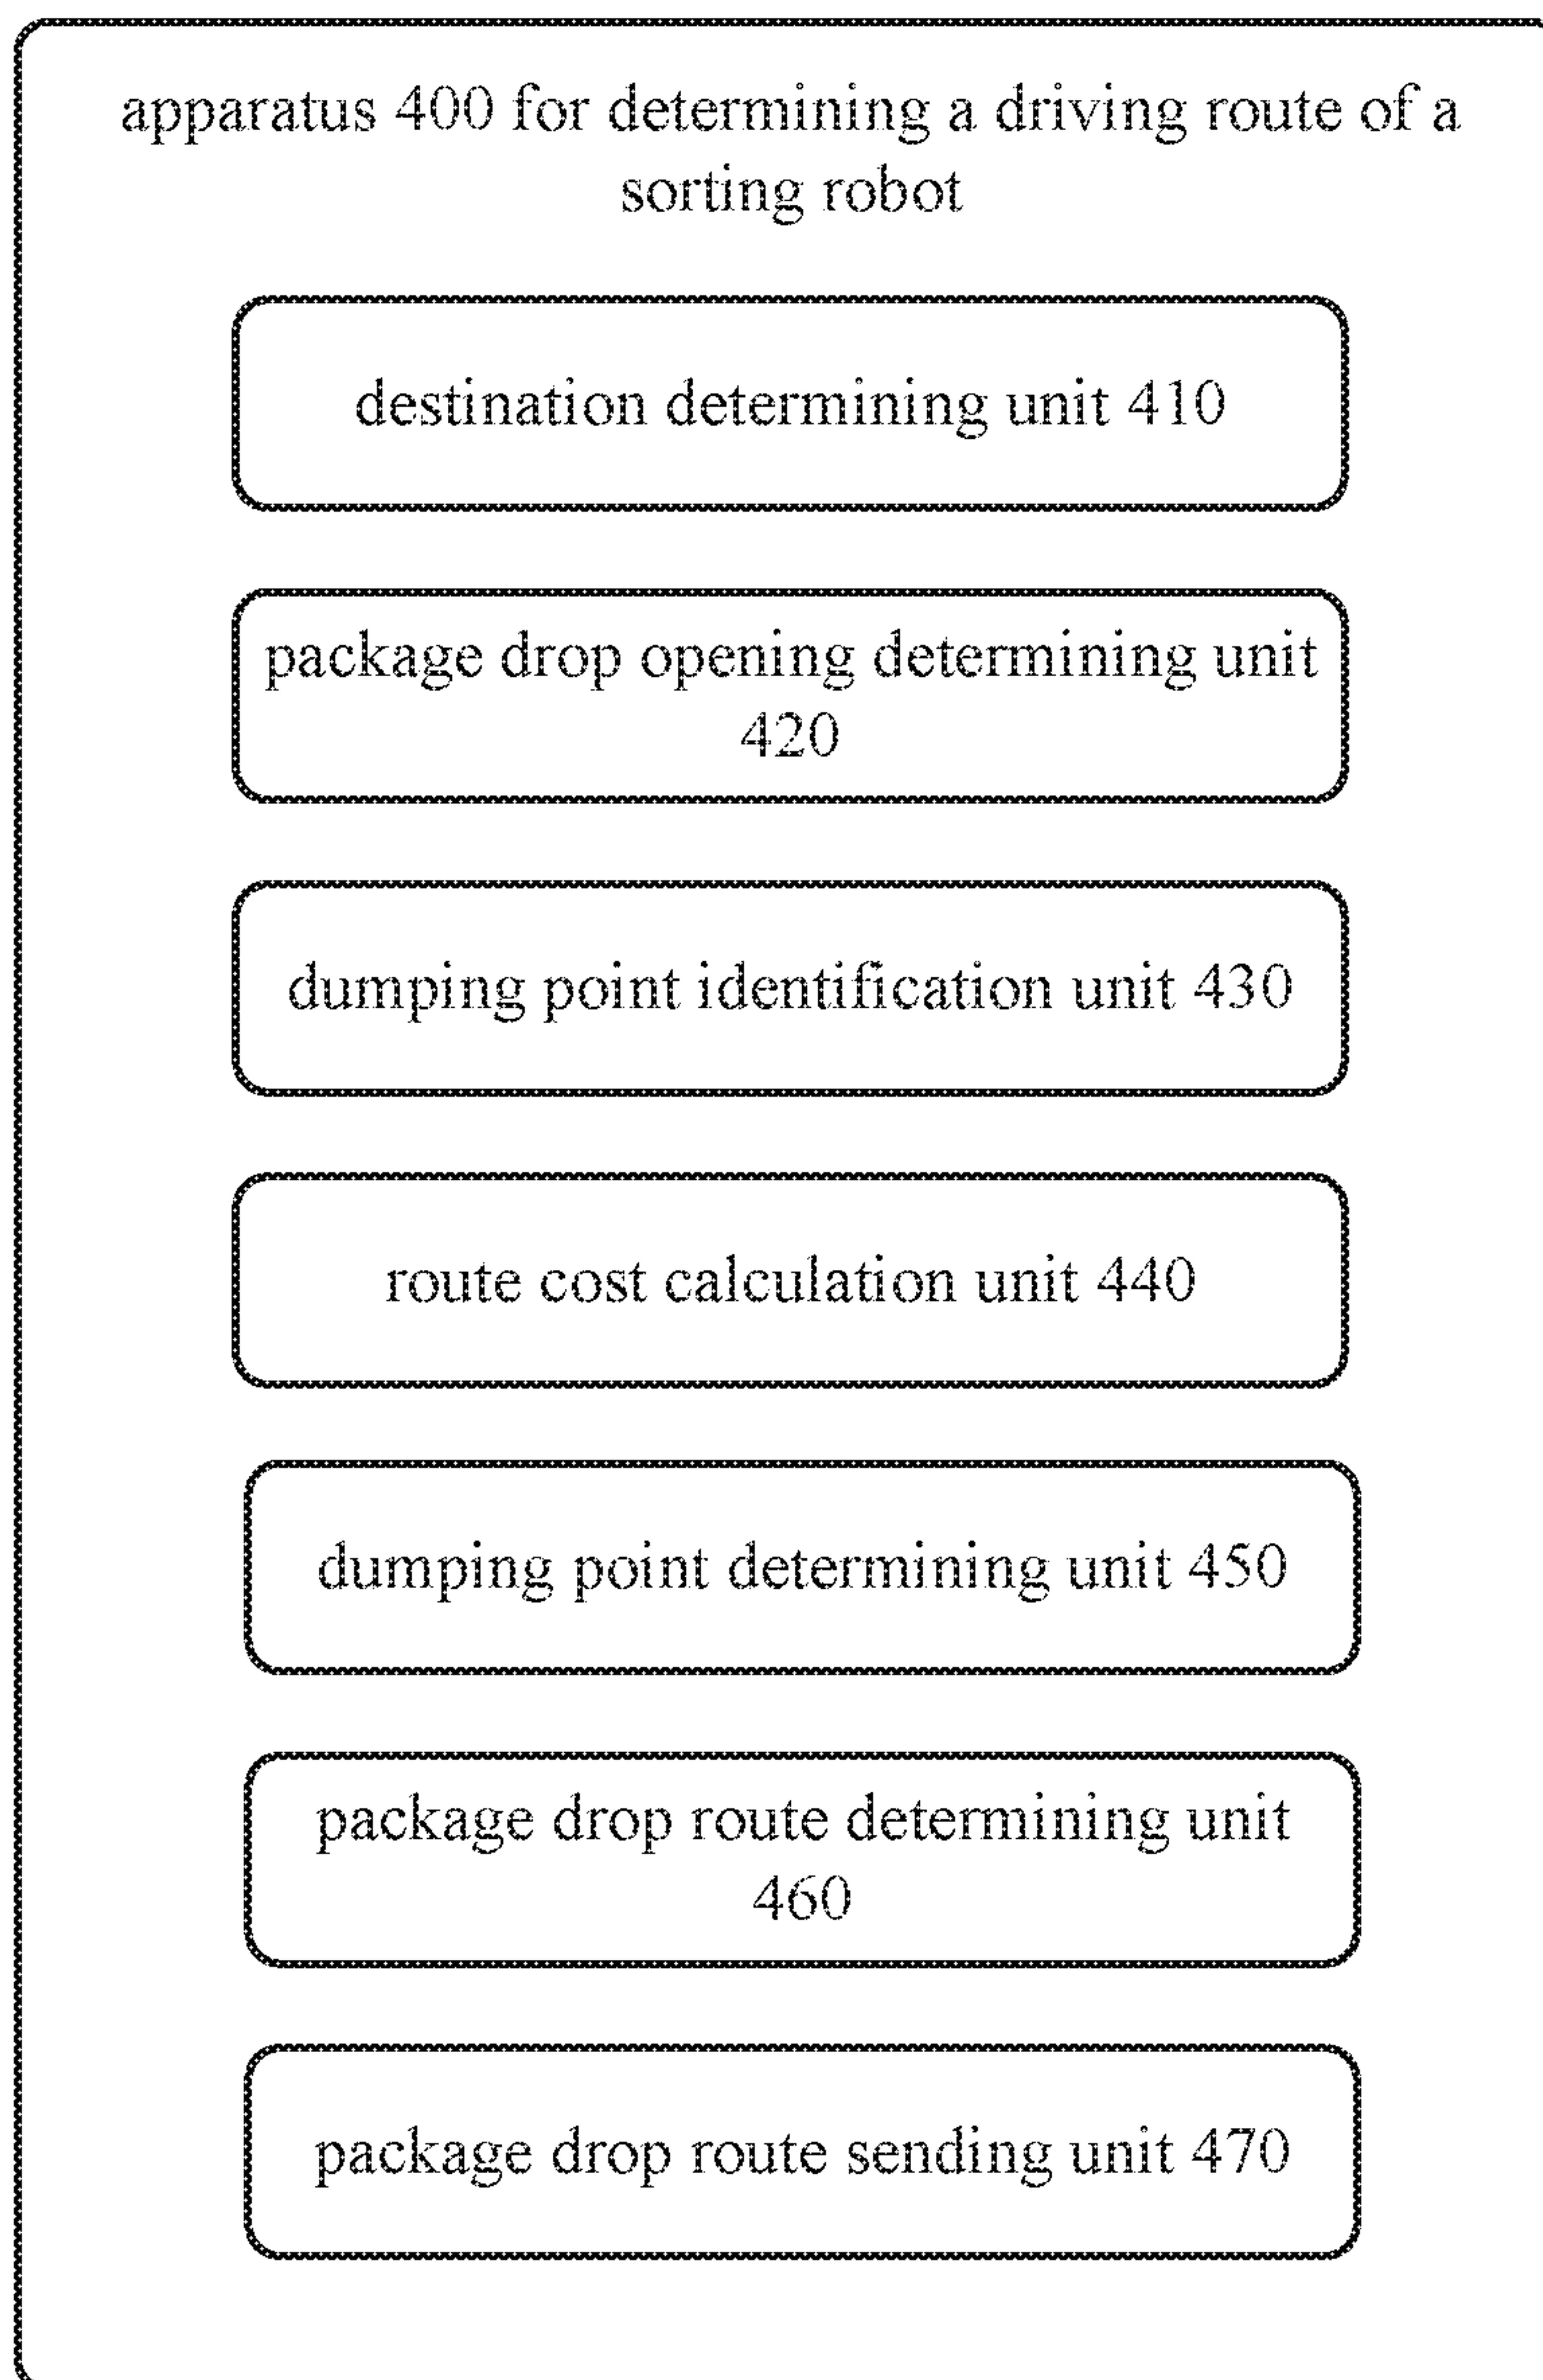 apparatus 400 for determining a driving route of a
sorting robot
destination determining unit 410
package drop opening determining unit
420
dumping point identification unit 430
route cost calculation unit 440
dumping point determining unit 450
package drop route determining unit
460
package drop route sending unit 470